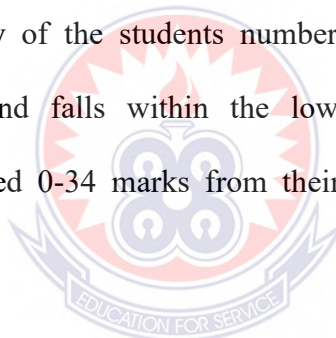 y of the students number
nd falls within the low
ed 0-34 marks from their
EDUCATION FOR SERVICE